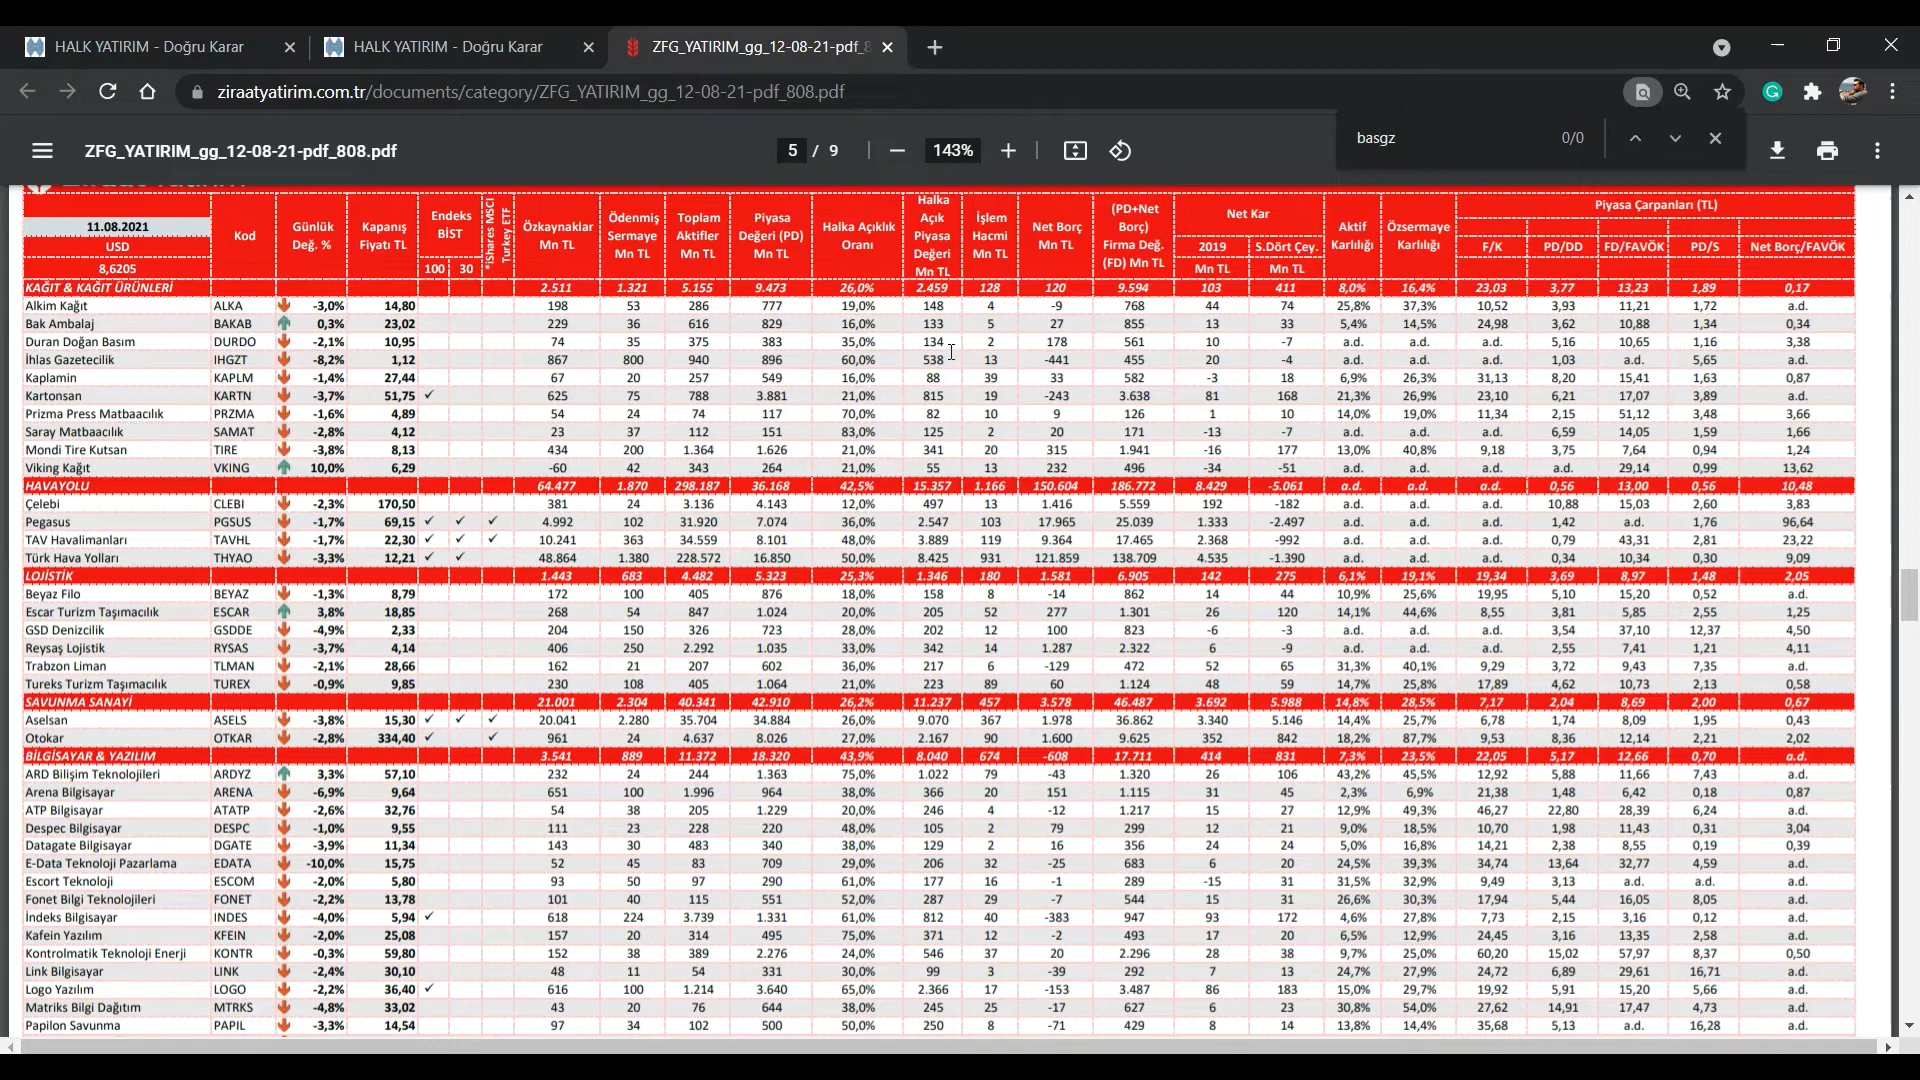 HALK YATIRIM - Doğru Karar
HALK YATIRIM - Doğru Karar
ZFG_YATIRIM_gg_12-08-21-pdf_8
ziraatyatirim.com.tr/documents/category/ZFG_YATIRIM_gg_12-08-21-pdf_808.pdf
basgz 0/0
ZFG_YATIRIM_gg_12-08-21-pdf_808.pdf 5 / 9 143%
11.08.2021 USD 8,6205 Kod Günlük Değ. % Kapanış Fiyatı TL Endeks BİST 100 30 *iShares MSCI Turkey ETF Özkaynaklar Mn TL Ödenmiş Sermaye Mn TL Toplam Aktifler Mn TL Piyasa Değeri (PD) Mn TL Halka Açıklık Oranı Halka Açık Piyasa Değeri Mn TL İşlem Hacmi Mn TL Net Borç Mn TL (PD+Net Borç) Firma Değ. (FD) Mn TL Net Kar 2019 Mn TL S.Dört Çey. Mn TL Aktif Karlılığı Özsermaye Karlılığı Piyasa Çarpanları (TL) F/K PD/DD FD/FAVÖK PD/S Net Borç/FAVÖK
KAĞIT & KAĞIT ÜRÜNLERİ 2.511 1.321 5.155 9.473 26,0% 2.459 128 120 9.594 103 411 8,0% 16,4% 23,03 3,77 13,23 1,89 0,17
Alkim Kağıt ALKA -3,0% 14,80 198 53 286 777 19,0% 148 4 -9 768 44 74 25,8% 37,3% 10,52 3,93 11,21 1,72 a.d.
Bak Ambalaj BAKAB 0,3% 23,02 229 36 616 829 16,0% 133 5 27 855 13 33 5,4% 14,5% 24,98 3,62 10,88 1,34 0,34
Duran Doğan Basım DURDO -2,1% 10,95 74 35 375 383 35,0% 134 2 178 561 10 -7 a.d. a.d. a.d. 5,16 10,65 1,16 3,38
İhlas Gazetecilik IHGZT -8,2% 1,12 867 800 940 896 60,0% 538 13 -441 455 20 -4 a.d. a.d. a.d. 1,03 a.d. 5,65 a.d.
Kaplamin KAPLM -1,4% 27,44 67 20 257 549 16,0% 88 39 33 582 -3 18 6,9% 26,3% 31,13 8,20 15,41 1,63 0,87
Kartonsan KARTN -3,7% 51,75 ✓ 625 75 788 3.881 21,0% 815 19 -243 3.638 81 168 21,3% 26,9% 23,10 6,21 17,07 3,89 a.d.
Prizma Press Matbaacılık PRZMA -1,6% 4,89 54 24 74 117 70,0% 82 10 9 126 1 10 14,0% 19,0% 11,34 2,15 51,12 3,48 3,66
Saray Matbaacılık SAMAT -2,8% 4,12 23 37 112 151 83,0% 125 2 20 171 -13 -7 a.d. a.d. a.d. 6,59 14,05 1,59 1,66
Mondi Tire Kutsan TIRE -3,8% 8,13 434 200 1.364 1.626 21,0% 341 20 315 1.941 -16 177 13,0% 40,8% 9,18 3,75 7,64 0,94 1,24
Viking Kağıt VKING 10,0% 6,29 -60 42 343 264 21,0% 55 13 232 496 -34 -51 a.d. a.d. a.d. a.d. 29,14 0,99 13,62
HAVAYOLU 64.477 1.870 298.187 36.168 42,5% 15.357 1.166 150.604 186.772 8.429 -5.061 a.d. a.d. a.d. 0,56 13,00 0,56 10,48
Çelebi CLEBI -2,3% 170,50 381 24 3.136 4.143 12,0% 497 13 1.416 5.559 192 -182 a.d. a.d. a.d. 10,88 15,03 2,60 3,83
Pegasus PGSUS -1,7% 69,15 ✓ ✓ ✓ 4.992 102 31.920 7.074 36,0% 2.547 103 17.965 25.039 1.333 -2.497 a.d. a.d. a.d. 1,42 a.d. 1,76 96,64
TAV Havalimanları TAVHL -1,7% 22,30 ✓ ✓ ✓ 10.241 363 34.559 8.101 48,0% 3.889 119 9.364 17.465 2.368 -992 a.d. a.d. a.d. 0,79 43,31 2,81 23,22
Türk Hava Yolları THYAO -3,3% 12,21 ✓ ✓ 48.864 1.380 228.572 16.850 50,0% 8.425 931 121.859 138.709 4.535 -1.390 a.d. a.d. a.d. 0,34 10,34 0,30 9,09
LOJİSTİK 1.443 683 4.482 5.323 25,3% 1.346 180 1.581 6.905 142 275 6,1% 19,1% 19,34 3,69 8,97 1,48 2,05
Beyaz Filo BEYAZ -1,3% 8,79 172 100 405 876 18,0% 158 8 -14 862 14 44 10,9% 25,6% 19,95 5,10 15,20 0,52 a.d.
Escar Turizm Taşımacılık ESCAR 3,8% 18,85 268 54 847 1.024 20,0% 205 52 277 1.301 26 120 14,1% 44,6% 8,55 3,81 5,85 2,55 1,25
GSD Denizcilik GSDDE -4,9% 2,33 204 150 326 723 28,0% 202 12 100 823 -6 -3 a.d. a.d. a.d. 3,54 37,10 12,37 4,50
Reysaş Lojistik RYSAS -3,7% 4,14 406 250 2.292 1.035 33,0% 342 14 1.287 2.322 6 -9 a.d. a.d. a.d. 2,55 7,41 1,21 4,11
Trabzon Liman TLMAN -2,1% 28,66 162 21 207 602 36,0% 217 6 -129 472 52 65 31,3% 40,1% 9,29 3,72 9,43 7,35 a.d.
Tureks Turizm Taşımacılık TUREX -0,9% 9,85 230 108 405 1.064 21,0% 223 89 60 1.124 48 59 14,7% 25,8% 17,89 4,62 10,73 2,13 0,58
SAVUNMA SANAYİ 21.001 2.304 40.341 42.910 26,2% 11.237 457 3.578 46.487 3.692 5.988 14,8% 28,5% 7,17 2,04 8,69 2,00 0,67
Aselsan ASELS -3,8% 15,30 ✓ ✓ ✓ 20.041 2.280 35.704 34.884 26,0% 9.070 367 1.978 36.862 3.340 5.146 14,4% 25,7% 6,78 1,74 8,09 1,95 0,43
Otokar OTKAR -2,8% 334,40 ✓ ✓ 961 24 4.637 8.026 27,0% 2.167 90 1.600 9.625 352 842 18,2% 87,7% 9,53 8,36 12,14 2,21 2,02
BİLGİSAYAR & YAZILIM 3.541 889 11.372 18.320 43,9% 8.040 674 -608 17.711 414 831 7,3% 23,5% 22,05 5,17 12,66 0,70 a.d.
ARD Bilişim Teknolojileri ARDYZ 3,3% 57,10 232 24 244 1.363 75,0% 1.022 79 -43 1.320 26 106 43,2% 45,5% 12,92 5,88 11,66 7,43 a.d.
Arena Bilgisayar ARENA -6,9% 9,64 651 100 1.996 964 38,0% 366 20 151 1.115 31 45 2,3% 6,9% 21,38 1,48 6,42 0,18 0,87
ATP Bilgisayar ATATP -2,6% 32,76 54 38 205 1.229 20,0% 246 4 -12 1.217 15 27 12,9% 49,3% 46,27 22,80 28,39 6,24 a.d.
Despec Bilgisayar DESPC -1,0% 9,55 111 23 228 220 48,0% 105 2 79 299 12 21 9,0% 18,5% 10,70 1,98 11,43 0,31 3,04
Datagate Bilgisayar DGATE -3,9% 11,34 143 30 483 340 38,0% 129 2 16 356 24 24 5,0% 16,8% 14,21 2,38 8,55 0,19 0,39
E-Data Teknoloji Pazarlama EDATA -10,0% 15,75 52 45 83 709 29,0% 206 32 -25 683 6 20 24,5% 39,3% 34,74 13,64 32,77 4,59 a.d.
Escort Teknoloji ESCOM -2,0% 5,80 93 50 97 290 61,0% 177 16 -1 289 -15 31 31,5% 32,9% 9,49 3,13 a.d. a.d. a.d.
Fonet Bilgi Teknolojileri FONET -2,2% 13,78 101 40 115 551 52,0% 287 29 -7 544 15 31 26,6% 30,3% 17,94 5,44 16,05 8,05 a.d.
İndeks Bilgisayar INDES -4,0% 5,94 ✓ 618 224 3.739 1.331 61,0% 812 40 -383 947 93 172 4,6% 27,8% 7,73 2,15 3,16 0,12 a.d.
Kafein Yazılım KFEIN -2,0% 25,08 157 20 314 495 75,0% 371 12 -2 493 17 20 6,5% 12,9% 24,45 3,16 13,35 2,58 a.d.
Kontrolmatik Teknoloji Enerji KONTR -0,3% 59,80 152 38 389 2.276 24,0% 546 37 20 2.296 28 38 9,7% 25,0% 60,20 15,02 57,97 8,37 0,50
Link Bilgisayar LINK -2,4% 30,10 48 11 54 331 30,0% 99 3 -39 292 7 13 24,7% 27,9% 24,72 6,89 29,61 16,71 a.d.
Logo Yazılım LOGO -2,2% 36,40 ✓ 616 100 1.214 3.640 65,0% 2.366 17 -153 3.487 86 183 15,0% 29,7% 19,92 5,91 15,20 5,66 a.d.
Matriks Bilgi Dağıtım MTRKS -4,8% 33,02 43 20 76 644 38,0% 245 25 -17 627 6 23 30,8% 54,0% 27,62 14,91 17,47 4,73 a.d.
Papilon Savunma PAPIL -3,3% 14,54 97 34 102 500 50,0% 250 8 -71 429 8 14 13,8% 14,4% 35,68 5,13 a.d. 16,28 a.d.